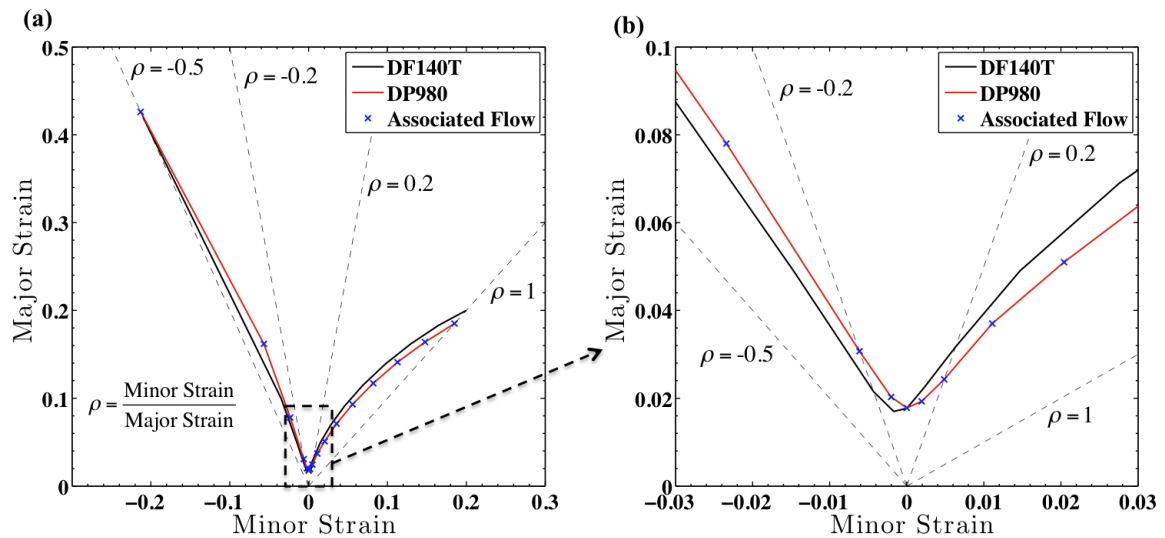 (a)
0.5
0.4
0.3
0.2
0.1
0
Major Strain
ρ = -0.5
ρ = -0.2
DF140T
DP980
Associated Flow
ρ = 0.2
ρ = 1
ρ = Minor Strain
Major Strain
−0.2
−0.1
0
0.1
0.2
0.3
Minor Strain
(b)
0.1
0.08
0.06
0.04
0.02
0
Major Strain
ρ = -0.2
DF140T
DP980
Associated Flow
ρ = 0.2
ρ = -0.5
ρ = 1
−0.03
−0.02
−0.01
0
0.01
0.02
0.03
Minor Strain